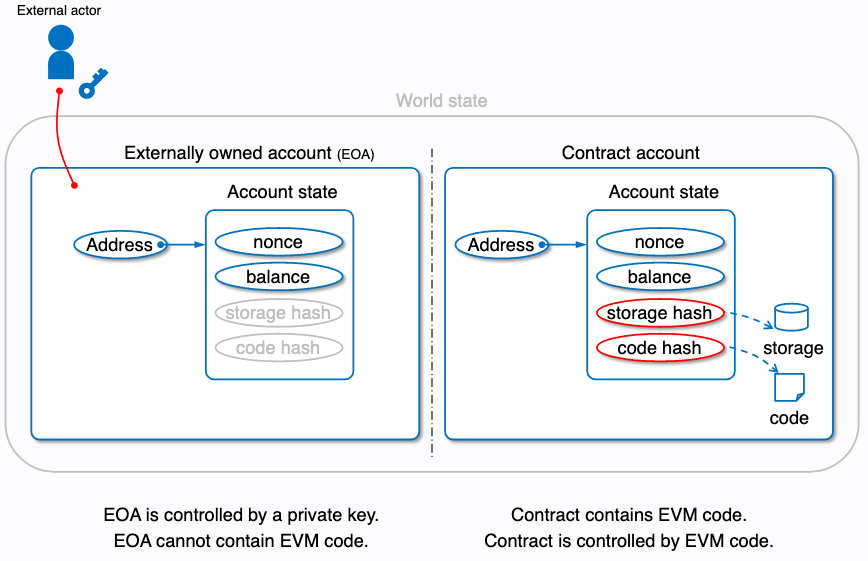 External actor
World state
Externally owned account (EOA)
Contract account
Account state
Account state
Address
nonce
balance
storage hash
code hash
Address
nonce
balance
storage hash
code hash
storage
code
EOA is controlled by a private key.
EOA cannot contain EVM code.
Contract contains EVM code.
Contract is controlled by EVM code.